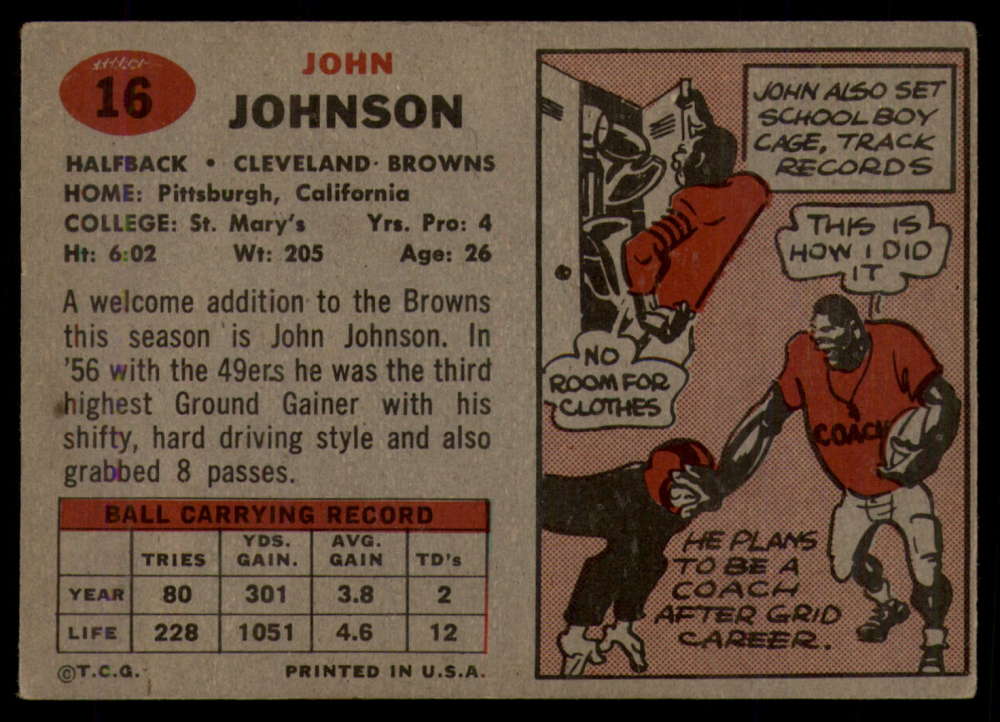 16
JOHN
JOHNSON
HALFBACK • CLEVELAND BROWNS
HOME: Pittsburgh, California
COLLEGE: St. Mary's Yrs. Pro: 4
Ht: 6:02 Wt: 205 Age: 26
A welcome addition to the Browns
this season is John Johnson. In
'56 with the 49ers he was the third
highest Ground Gainer with his
shifty, hard driving style and also
grabbed 8 passes.
BALL CARRYING RECORD
TRIES YDS. GAIN. AVG. GAIN TD's
YEAR 80 301 3.8 2
LIFE 228 1051 4.6 12
©T.C.G. PRINTED IN U.S.A.
JOHN ALSO SET
SCHOOLBOY
CAGE, TRACK
RECORDS
NO
ROOM FOR
CLOTHES
THIS IS
HOW I DID
IT
COACH
HE PLANS
TO BE A
COACH
AFTER GRID
CAREER.